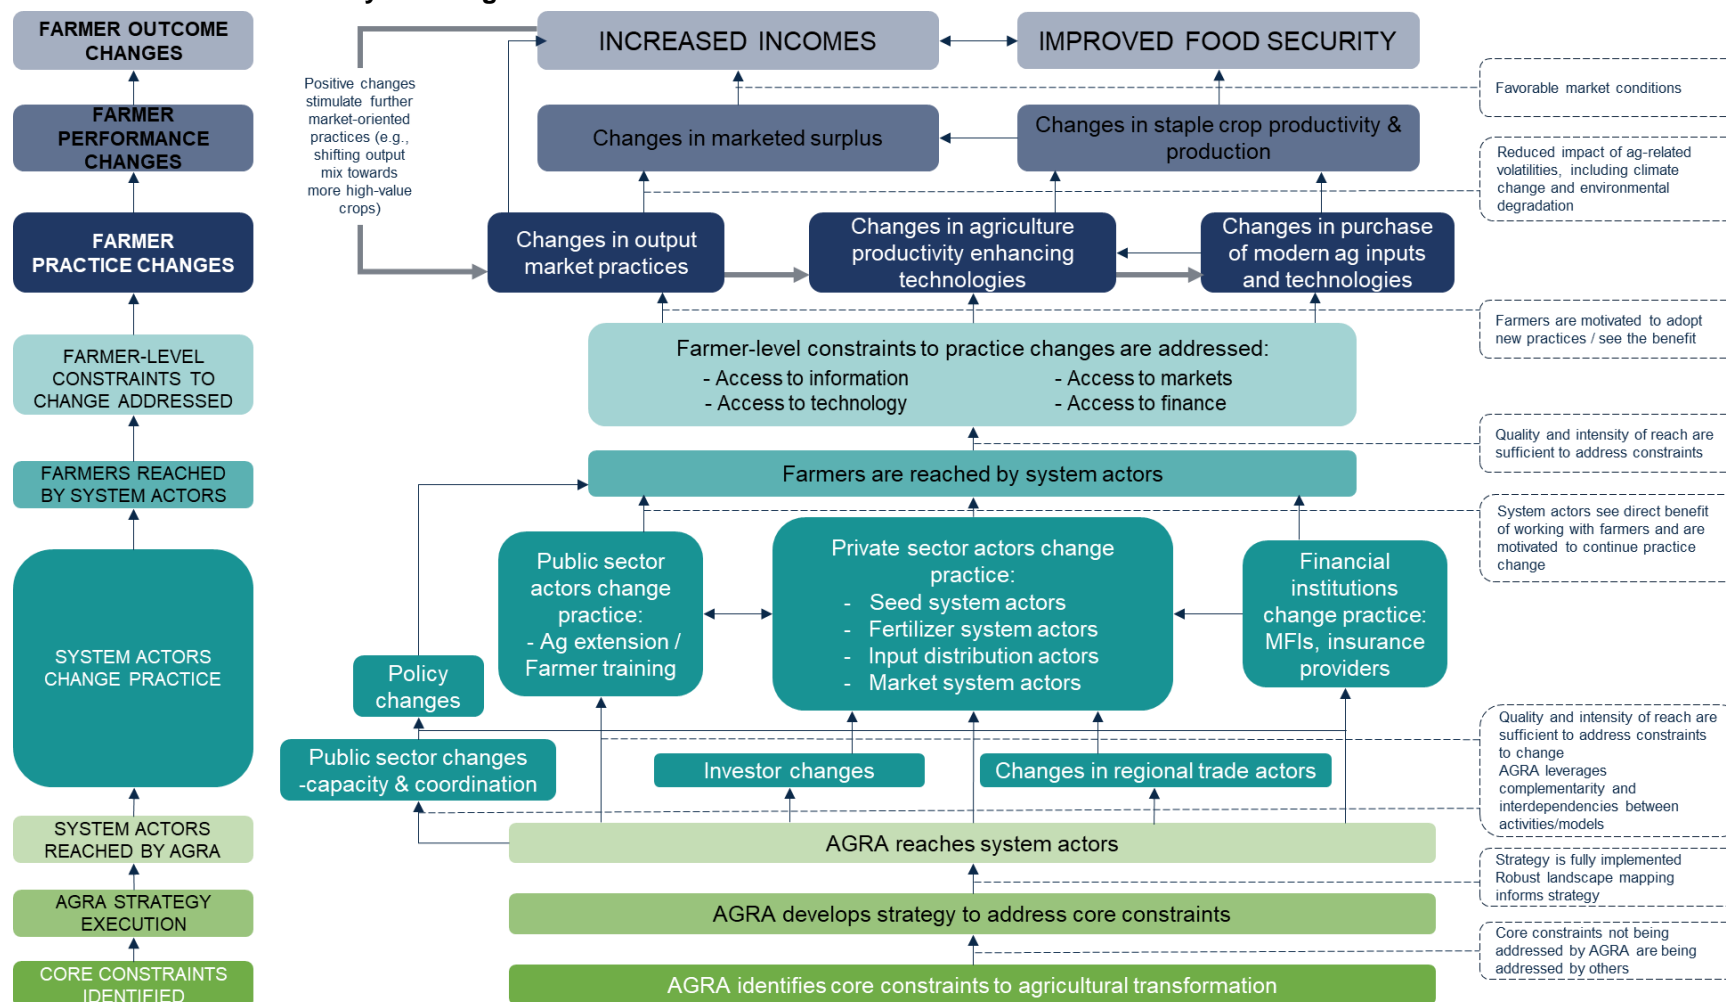 FARMER OUTCOME
CHANGES
FARMER
PERFORMANCE
CHANGES
FARMER
PRACTICE CHANGES
FARMER-LEVEL
CONSTRAINTS TO
CHANGE ADDRESSED
FARMERS REACHED
BY SYSTEM ACTORS
SYSTEM ACTORS
CHANGE PRACTICE
SYSTEM ACTORS
REACHED BY AGRA
AGRA STRATEGY
EXECUTION
CORE CONSTRAINTS
IDENTIFIED
Positive changes
stimulate further
market-oriented
practices (e.g.,
shifting output
mix towards
more high-value
crops)
INCREASED INCOMES
IMPROVED FOOD SECURITY
Changes in marketed surplus
Changes in staple crop productivity &
production
Changes in output
market practices
Changes in agriculture
productivity enhancing
technologies
Changes in purchase
of modern ag inputs
and technologies
Farmer-level constraints to practice changes are addressed:
- Access to information
- Access to technology
- Access to markets
- Access to finance
Farmers are reached by system actors
Public sector
actors change
practice:
- Ag extension /
Farmer training
Private sector actors change
practice:
- Seed system actors
- Fertilizer system actors
- Input distribution actors
- Market system actors
Financial
institutions
change practice:
MFIs, insurance
providers
Policy
changes
Public sector changes
-capacity & coordination
Investor changes
Changes in regional trade actors
AGRA reaches system actors
AGRA develops strategy to address core constraints
AGRA identifies core constraints to agricultural transformation
Favorable market conditions
Reduced impact of ag-related
volatilities, including climate
change and environmental
degradation
Farmers are motivated to adopt
new practices / see the benefit
Quality and intensity of reach are
sufficient to address constraints
System actors see direct benefit
of working with farmers and are
motivated to continue practice
change
Quality and intensity of reach are
sufficient to address constraints
to change
AGRA leverages
complementarity and
interdependencies between
activities/models
Strategy is fully implemented
Robust landscape mapping
informs strategy
Core constraints not being
addressed by AGRA are being
addressed by others